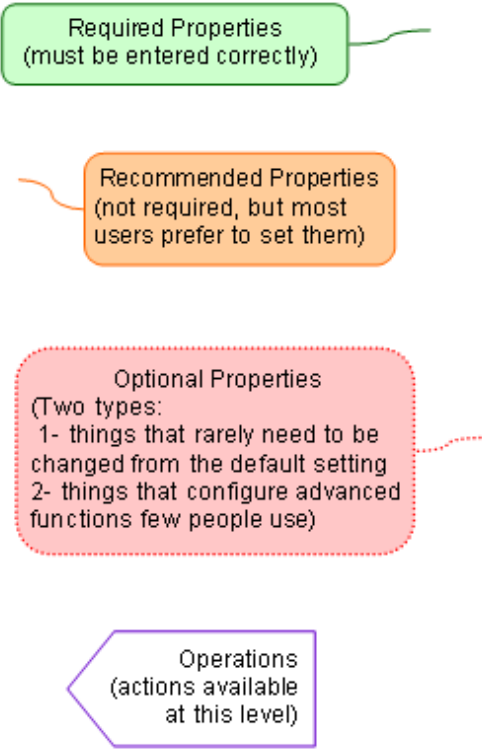 Required Properties
(must be entered correctly)
Recommended Properties
(not required, but most
users prefer to set them)
Optional Properties
(Two types:
1- things that rarely need to be
changed from the default setting
2- things that configure advanced
functions few people use)
Operations
(actions available
at this level)